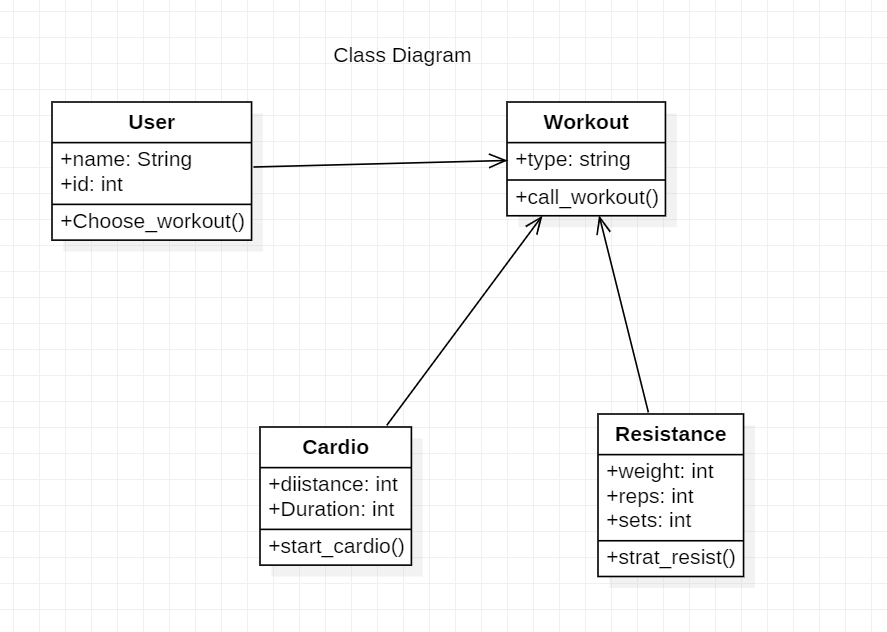 Class Diagram
User
+name: String
+id: int
+Choose_workout()
Workout
+type: string
+call_workout()
Cardio
+diistance: int
+Duration: int
+start_cardio()
Resistance
+weight: int
+reps: int
+sets: int
+strat_resist()